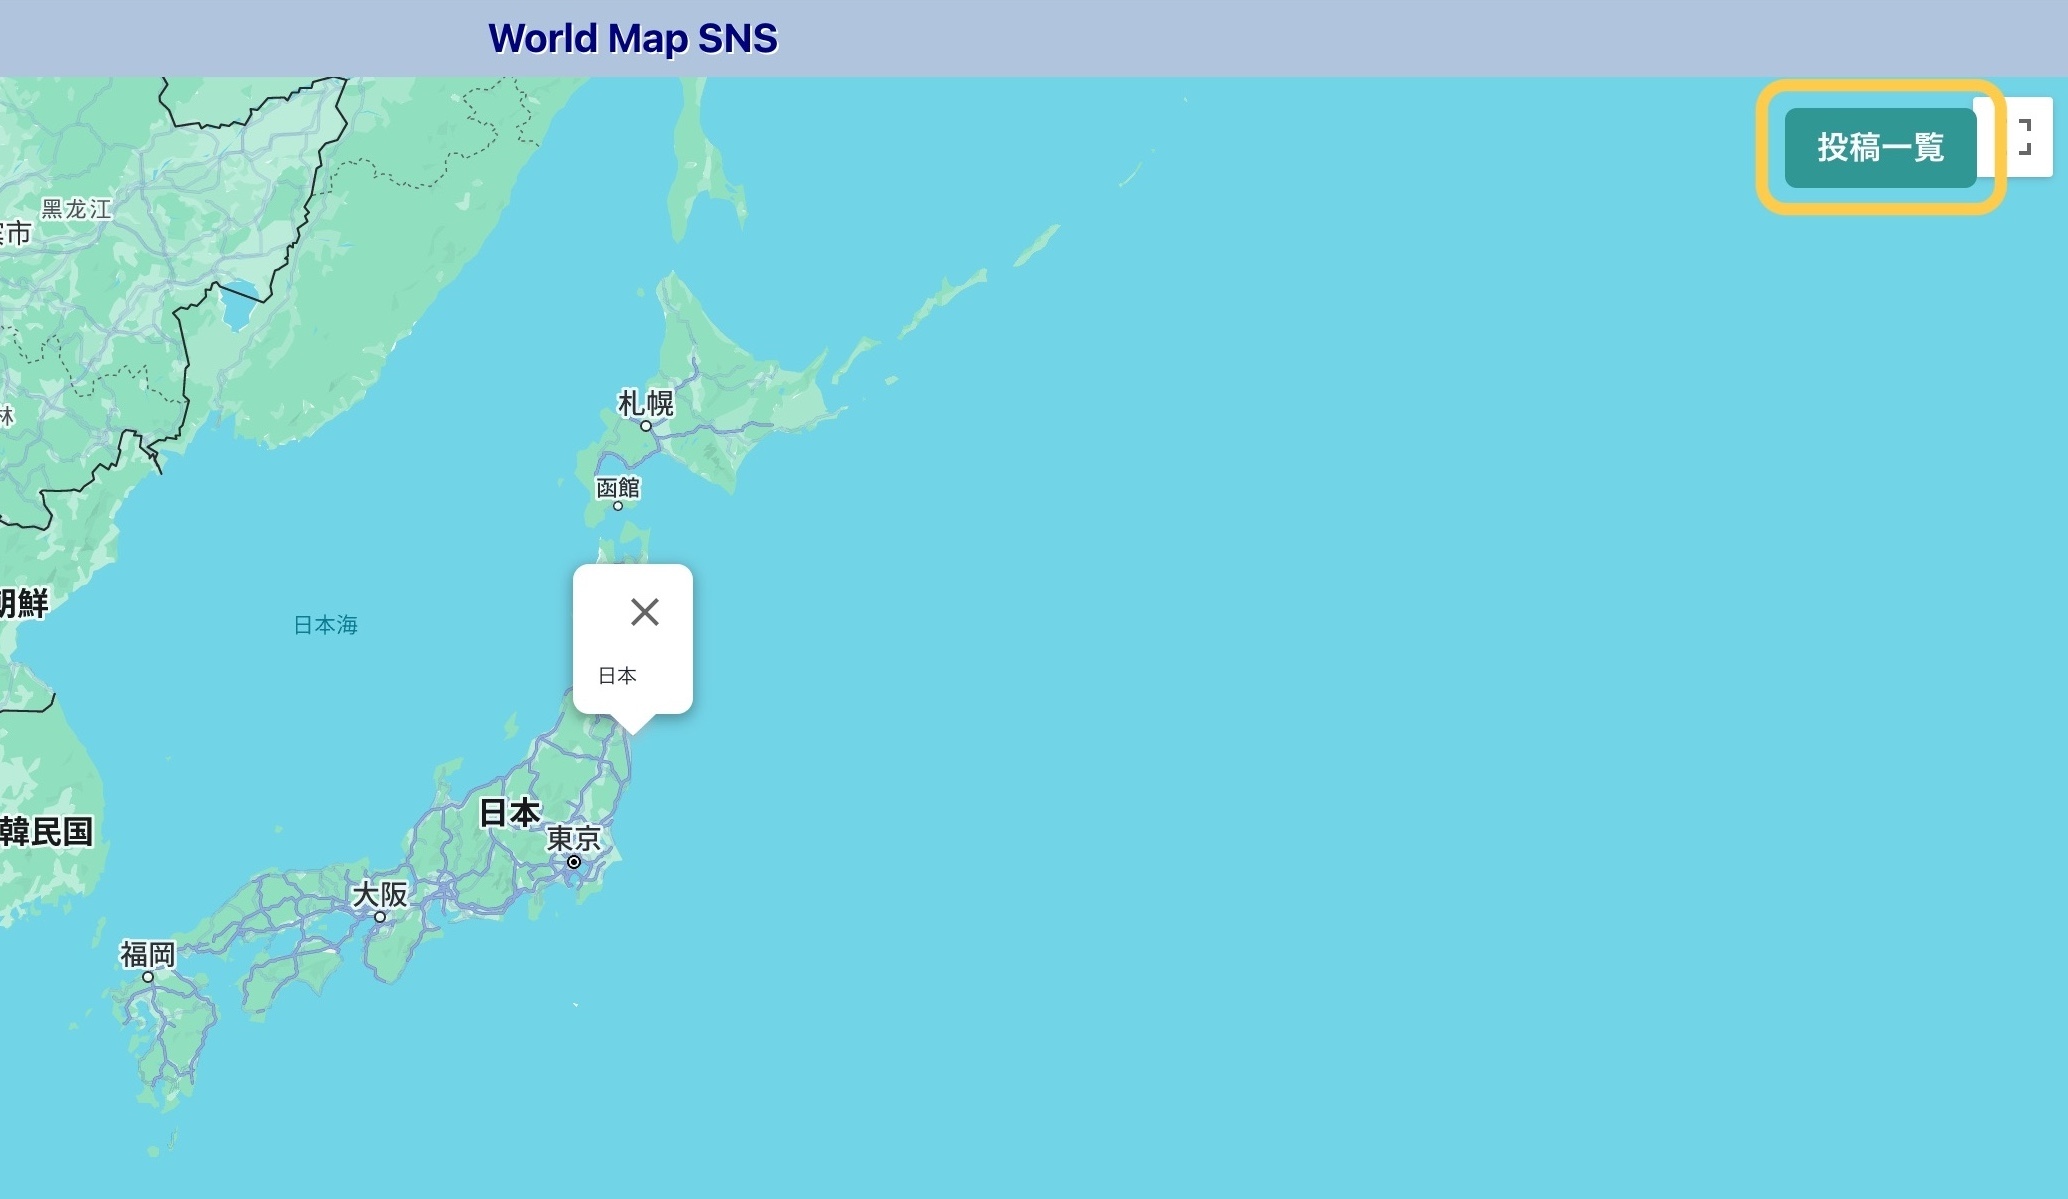 World Map SNS
投稿一覧
黑龙江
市
林
札幌
函館
朝鮮
日本海
日本
日本
東京
韓民国
大阪
福岡